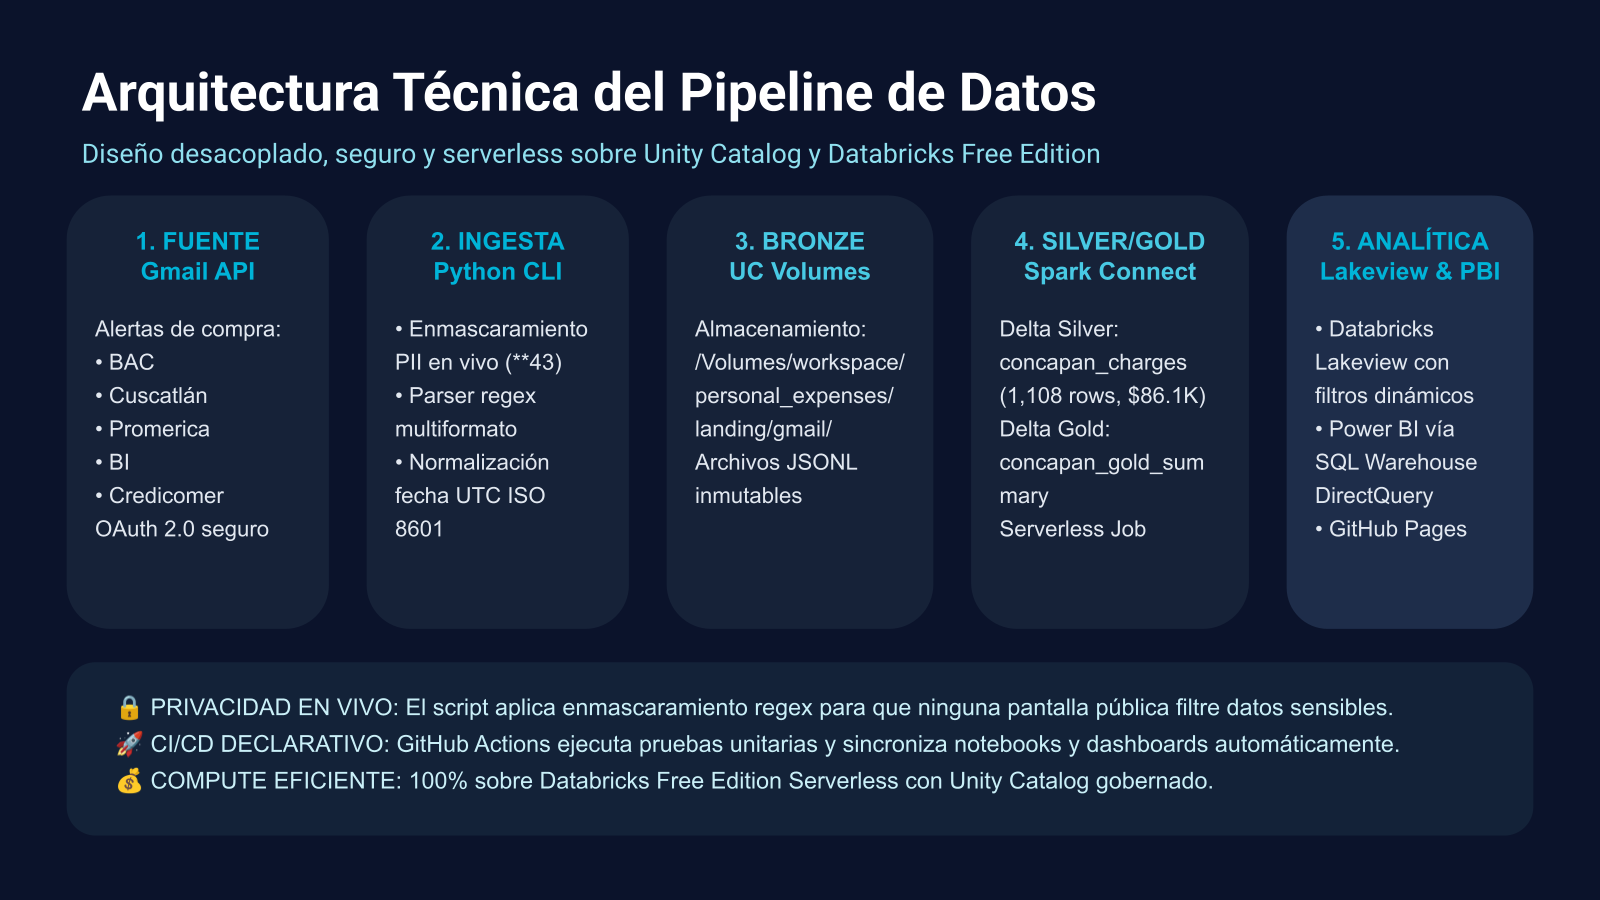 Arquitectura Técnica del Pipeline de Datos
Diseño desacoplado, seguro y serverless sobre Unity Catalog y Databricks Free Edition
1. FUENTE
Gmail API
Alertas de compra:
• BAC
• Cuscatlán
• Promerica
• BI
• Credicomer
OAuth 2.0 seguro
2. INGESTA
Python CLI
• Enmascaramiento
PII en vivo (**43)
• Parser regex
multiformato
• Normalización
fecha UTC ISO
8601
3. BRONZE
UC Volumes
Almacenamiento:
/Volumes/workspace/
personal_expenses/
landing/gmail/
Archivos JSONL
inmutables
4. SILVER/GOLD
Spark Connect
Delta Silver:
concapan_charges
(1,108 rows, $86.1K)
Delta Gold:
concapan_gold_sum
mary
Serverless Job
5. ANALÍTICA
Lakeview & PBI
• Databricks
Lakeview con
filtros dinámicos
• Power BI vía
SQL Warehouse
DirectQuery
• GitHub Pages
🔒 PRIVACIDAD EN VIVO: El script aplica enmascaramiento regex para que ninguna pantalla pública filtre datos sensibles.
🚀 CI/CD DECLARATIVO: GitHub Actions ejecuta pruebas unitarias y sincroniza notebooks y dashboards automáticamente.
💰 COMPUTE EFICIENTE: 100% sobre Databricks Free Edition Serverless con Unity Catalog gobernado.